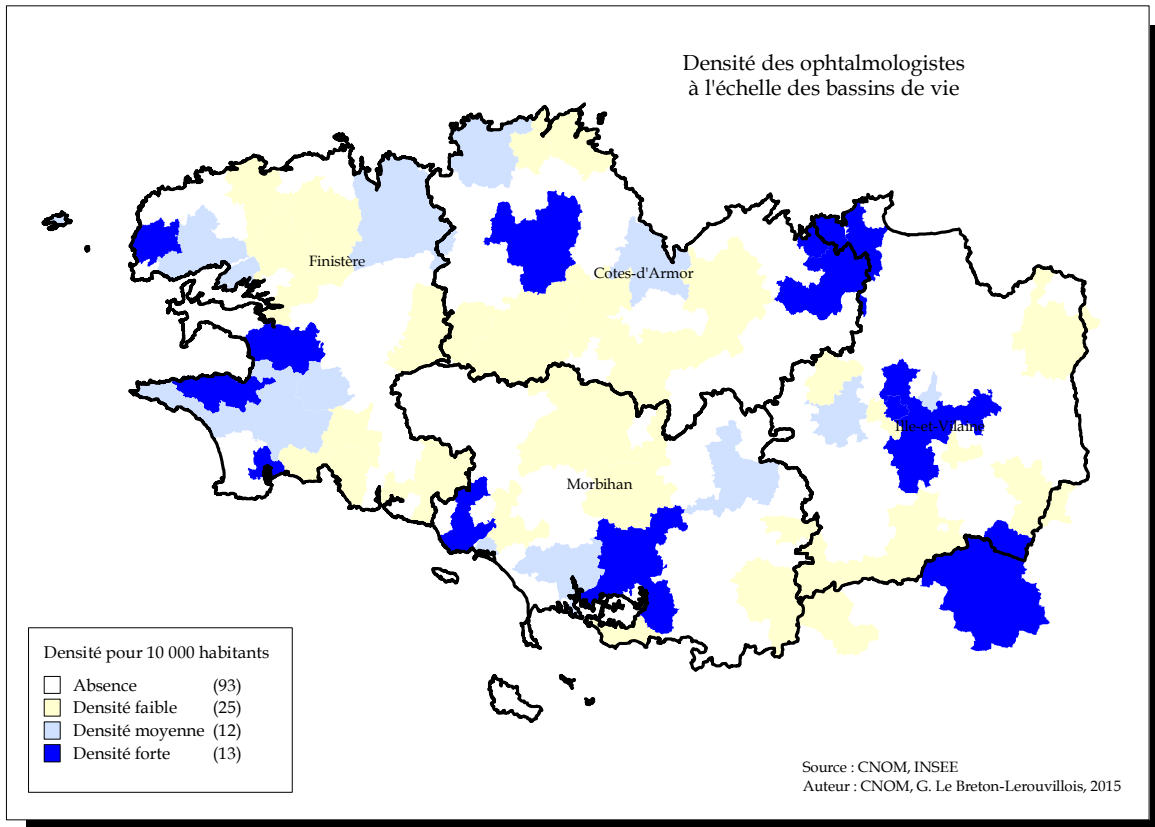 Densité des ophtalmologistes
à l'échelle des bassins de vie
Finistère
Cotes-d'Armor
Ille-et-Vilaine
Morbihan
Densité pour 10 000 habitants
Absence (93)
Densité faible (25)
Densité moyenne (12)
Densité forte (13)
Source : CNOM, INSEE
Auteur : CNOM, G. Le Breton-Lerouvillois, 2015